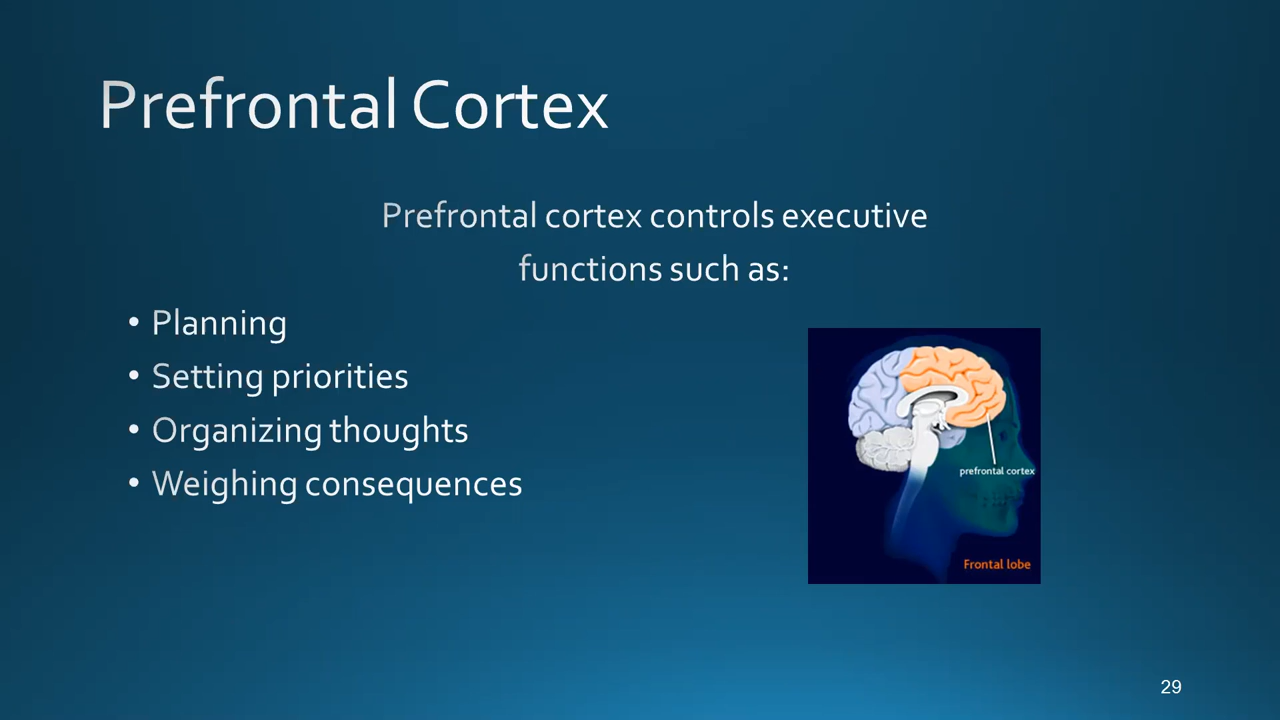 Prefrontal Cortex
Prefrontal cortex controls executive
functions such as:
• Planning
• Setting priorities
• Organizing thoughts
• Weighing consequences
prefrontal cortex
Frontal lobe
29